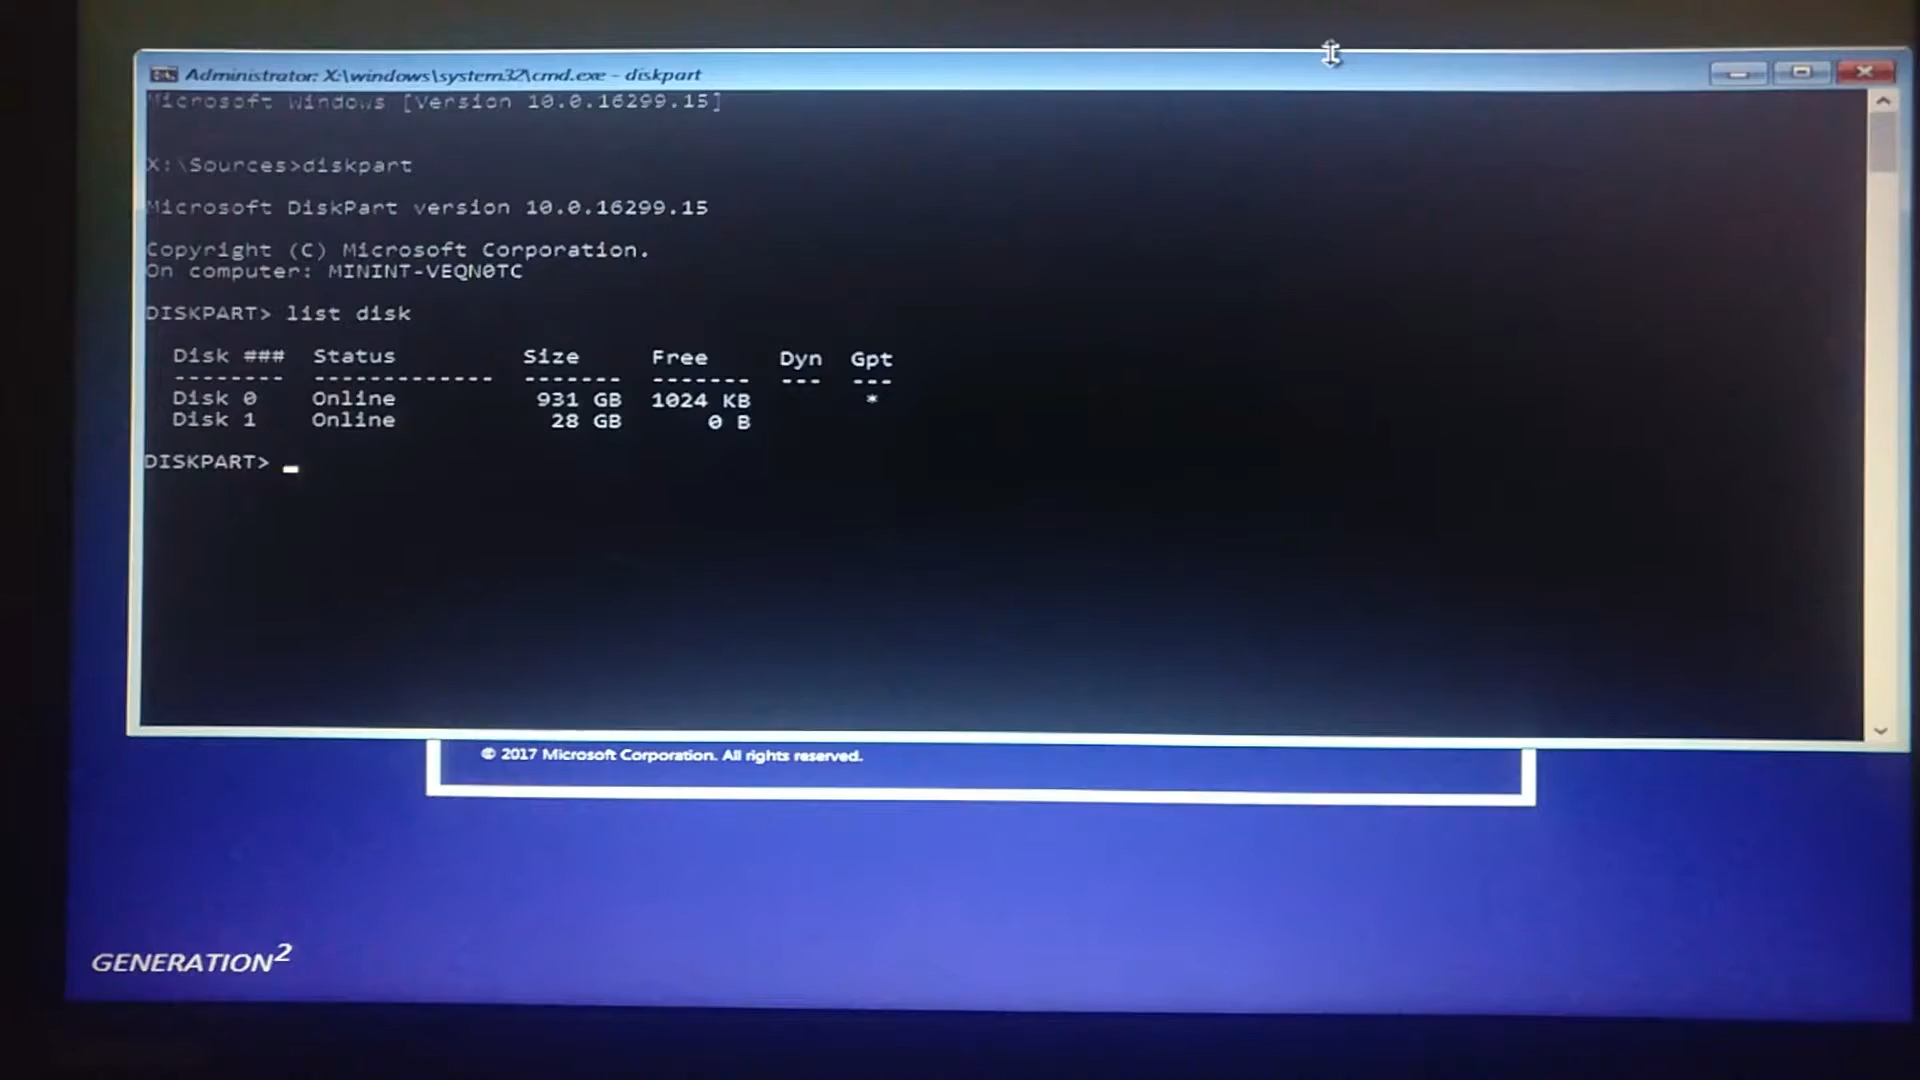 Administrator: X:\windows\system32\cmd.exe - diskpart
Microsoft Windows [Version 10.0.16299.15]
X:\Sources>diskpart
Microsoft DiskPart version 10.0.16299.15
Copyright (C) Microsoft Corporation.
On computer: MININT-VEQN0TC
DISKPART> list disk
Disk ### Status Size Free Dyn Gpt
-------- ------------- ------- ------- --- ---
Disk 0 Online 931 GB 1024 KB *
Disk 1 Online 28 GB 0 B
DISKPART>
© 2017 Microsoft Corporation. All rights reserved.
GENERATION²